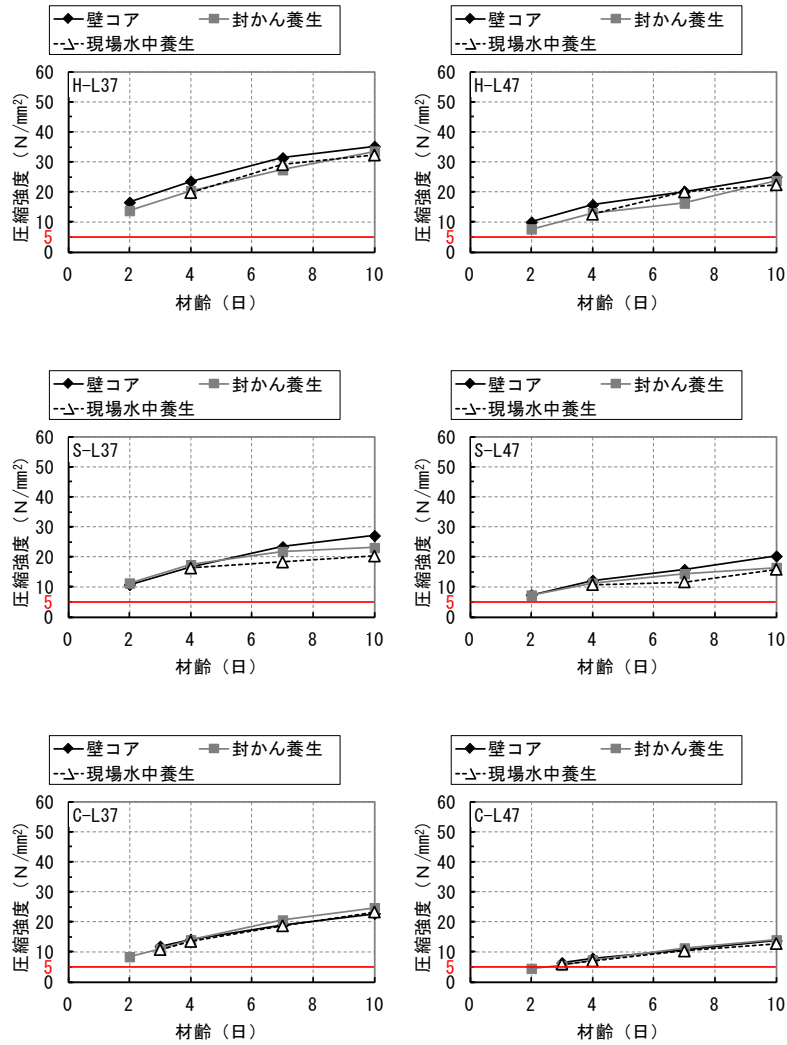 壁コア 封かん養生
現場水中養生
H-L37
圧縮強度（N/mm²）
60
50
40
30
20
10
5
0
0 2 4 6 8 10
材齢（日）
壁コア 封かん養生
現場水中養生
H-L47
圧縮強度（N/mm²）
60
50
40
30
20
10
5
0
0 2 4 6 8 10
材齢（日）
壁コア 封かん養生
現場水中養生
S-L37
圧縮強度（N/mm²）
60
50
40
30
20
10
5
0
0 2 4 6 8 10
材齢（日）
壁コア 封かん養生
現場水中養生
S-L47
圧縮強度（N/mm²）
60
50
40
30
20
10
5
0
0 2 4 6 8 10
材齢（日）
壁コア 封かん養生
現場水中養生
C-L37
圧縮強度（N/mm²）
60
50
40
30
20
10
5
0
0 2 4 6 8 10
材齢（日）
壁コア 封かん養生
現場水中養生
C-L47
圧縮強度（N/mm²）
60
50
40
30
20
10
5
0
0 2 4 6 8 10
材齢（日）